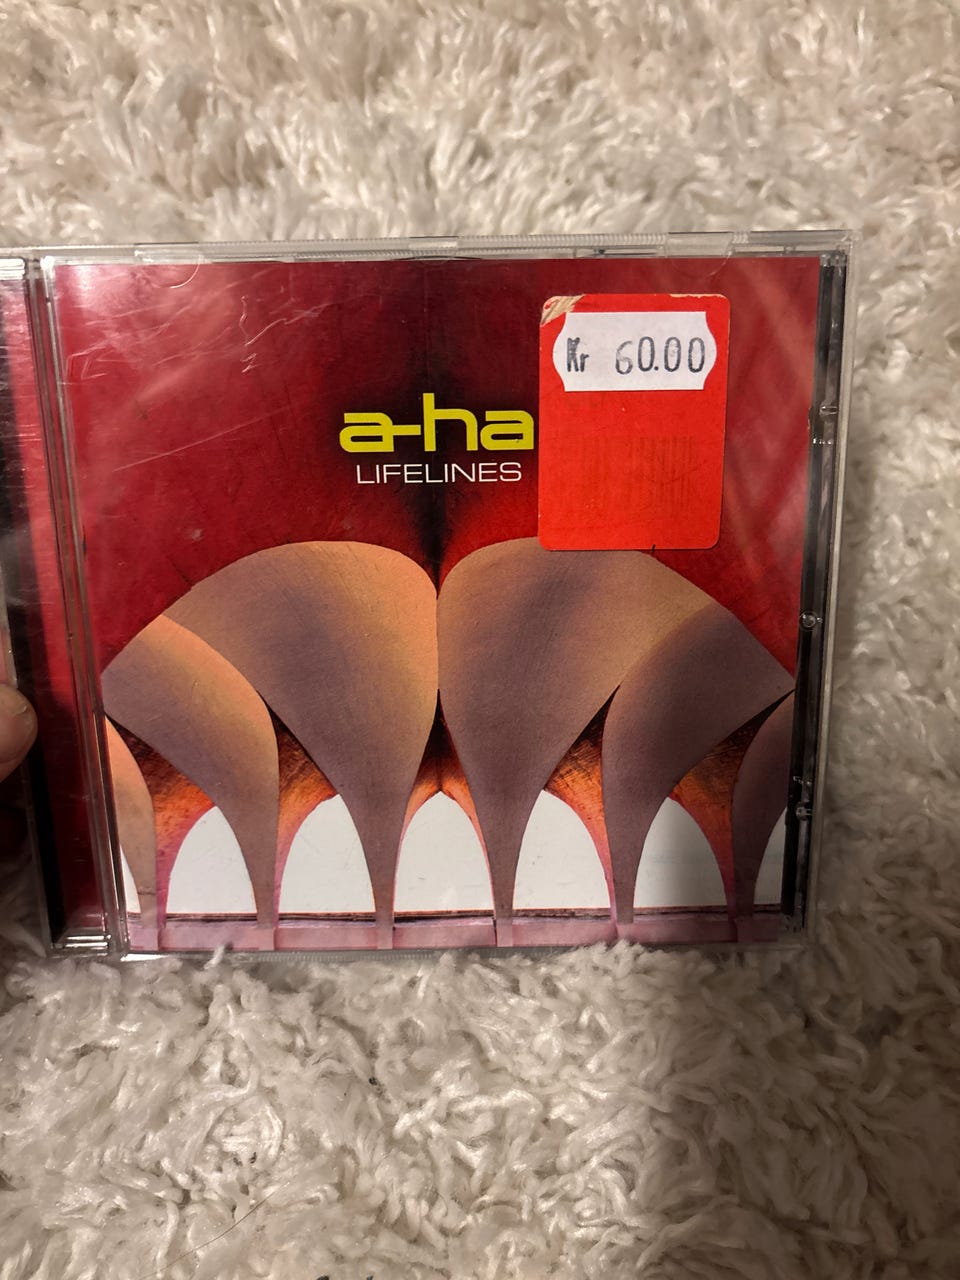 Kr 60.00
a-ha
LIFELINES